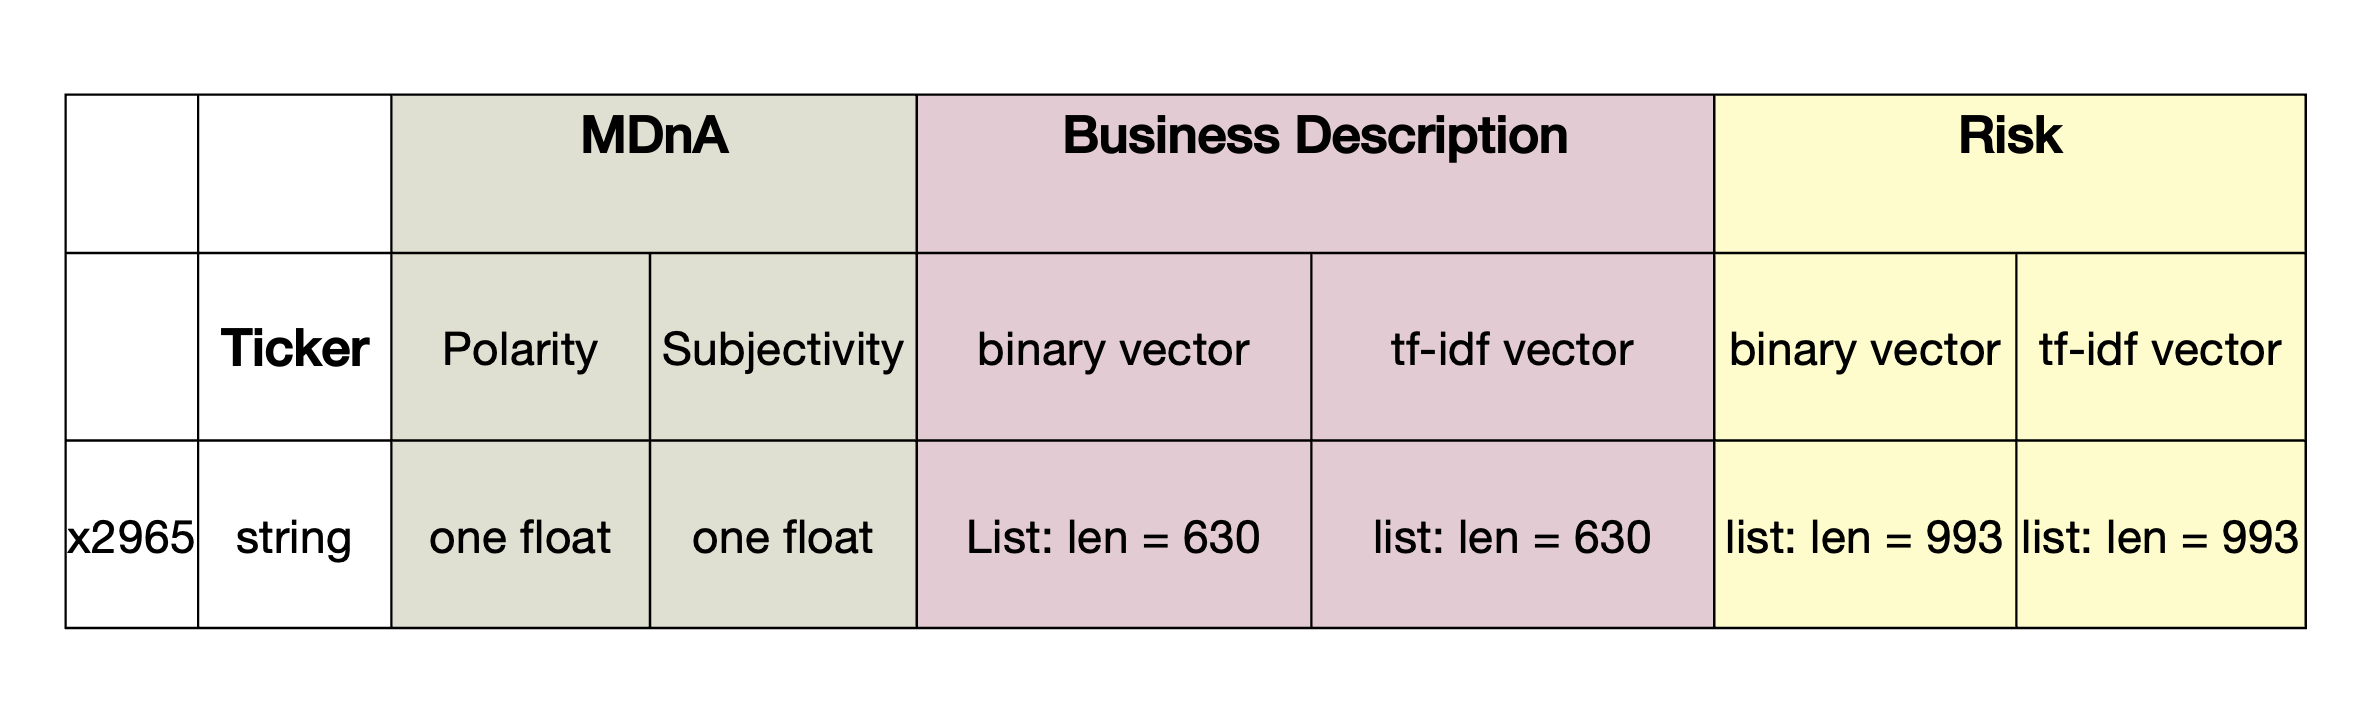 MDnA Business Description Risk
Ticker Polarity Subjectivity binary vector tf-idf vector binary vector tf-idf vector
x2965 string one float one float List: len = 630 list: len = 630 list: len = 993 list: len = 993